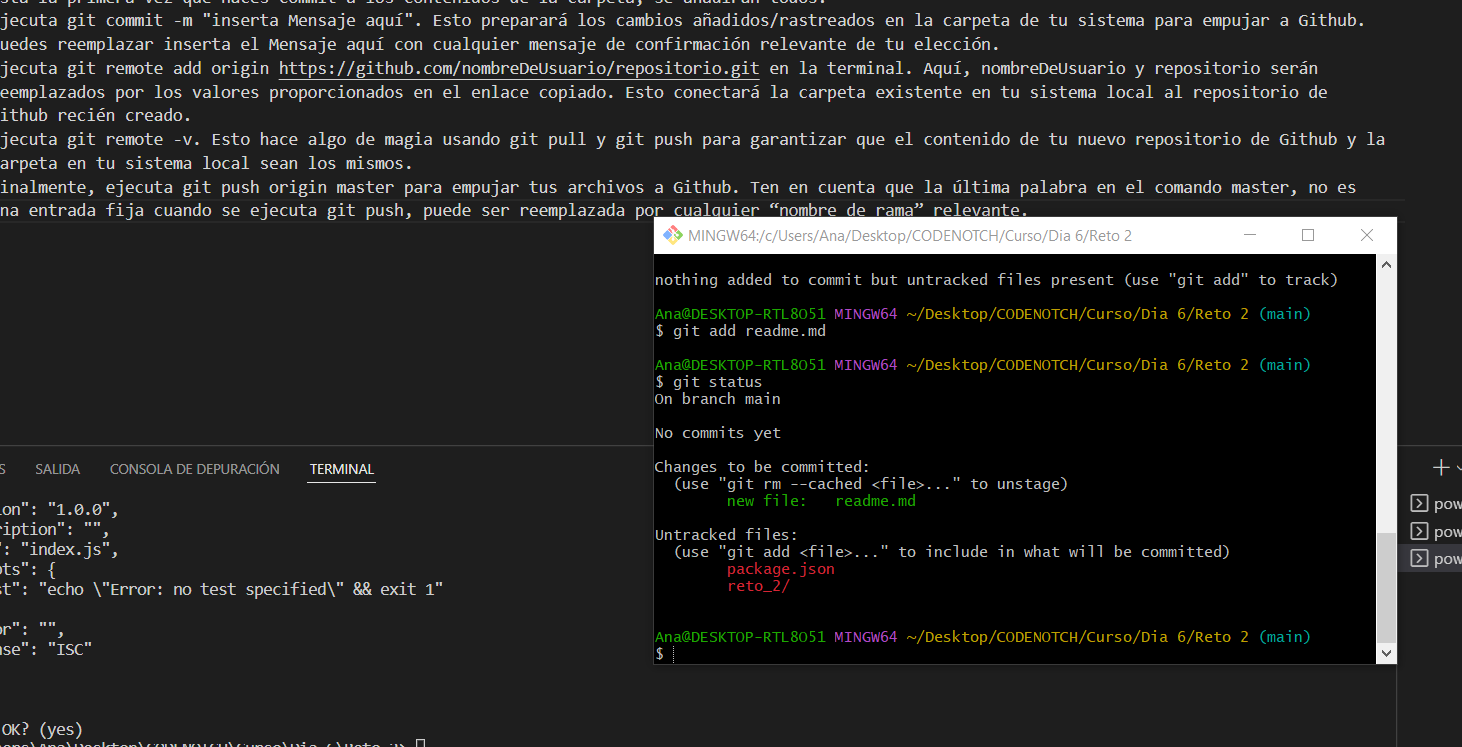 jecuta git commit -m "inserta Mensaje aquí". Esto preparará los cambios añadidos/rastreados en la carpeta de tu sistema para empujar a Github.
uedes reemplazar inserta el Mensaje aquí con cualquier mensaje de confirmación relevante de tu elección.
jecuta git remote add origin https://github.com/nombreDeUsuario/repositorio.git en la terminal. Aquí, nombreDeUsuario y repositorio serán
eemplazados por los valores proporcionados en el enlace copiado. Esto conectará la carpeta existente en tu sistema local al repositorio de
ithub recién creado.
jecuta git remote -v. Esto hace algo de magia usando git pull y git push para garantizar que el contenido de tu nuevo repositorio de Github y la
arpeta en tu sistema local sean los mismos.
inalmente, ejecuta git push origin master para empujar tus archivos a Github. Ten en cuenta que la última palabra en el comando master, no es
na entrada fija cuando se ejecuta git push, puede ser reemplazada por cualquier “nombre de rama” relevante.
MINGW64:/c/Users/Ana/Desktop/CODENOTCH/Curso/Dia 6/Reto 2
nothing added to commit but untracked files present (use "git add" to track)
Ana@DESKTOP-RTL8O51 MINGW64 ~/Desktop/CODENOTCH/Curso/Dia 6/Reto 2 (main)
$ git add readme.md
Ana@DESKTOP-RTL8O51 MINGW64 ~/Desktop/CODENOTCH/Curso/Dia 6/Reto 2 (main)
$ git status
On branch main
No commits yet
Changes to be committed:
(use "git rm --cached <file>..." to unstage)
new file: readme.md
Untracked files:
(use "git add <file>..." to include in what will be committed)
package.json
reto_2/
Ana@DESKTOP-RTL8O51 MINGW64 ~/Desktop/CODENOTCH/Curso/Dia 6/Reto 2 (main)
$
S SALIDA CONSOLA DE DEPURACIÓN TERMINAL
ion": "1.0.0",
ription": "",
": "index.js",
pts": {
st": "echo \"Error: no test specified\" && exit 1"
or": "",
nse": "ISC"
OK? (yes)
pow
pow
pow